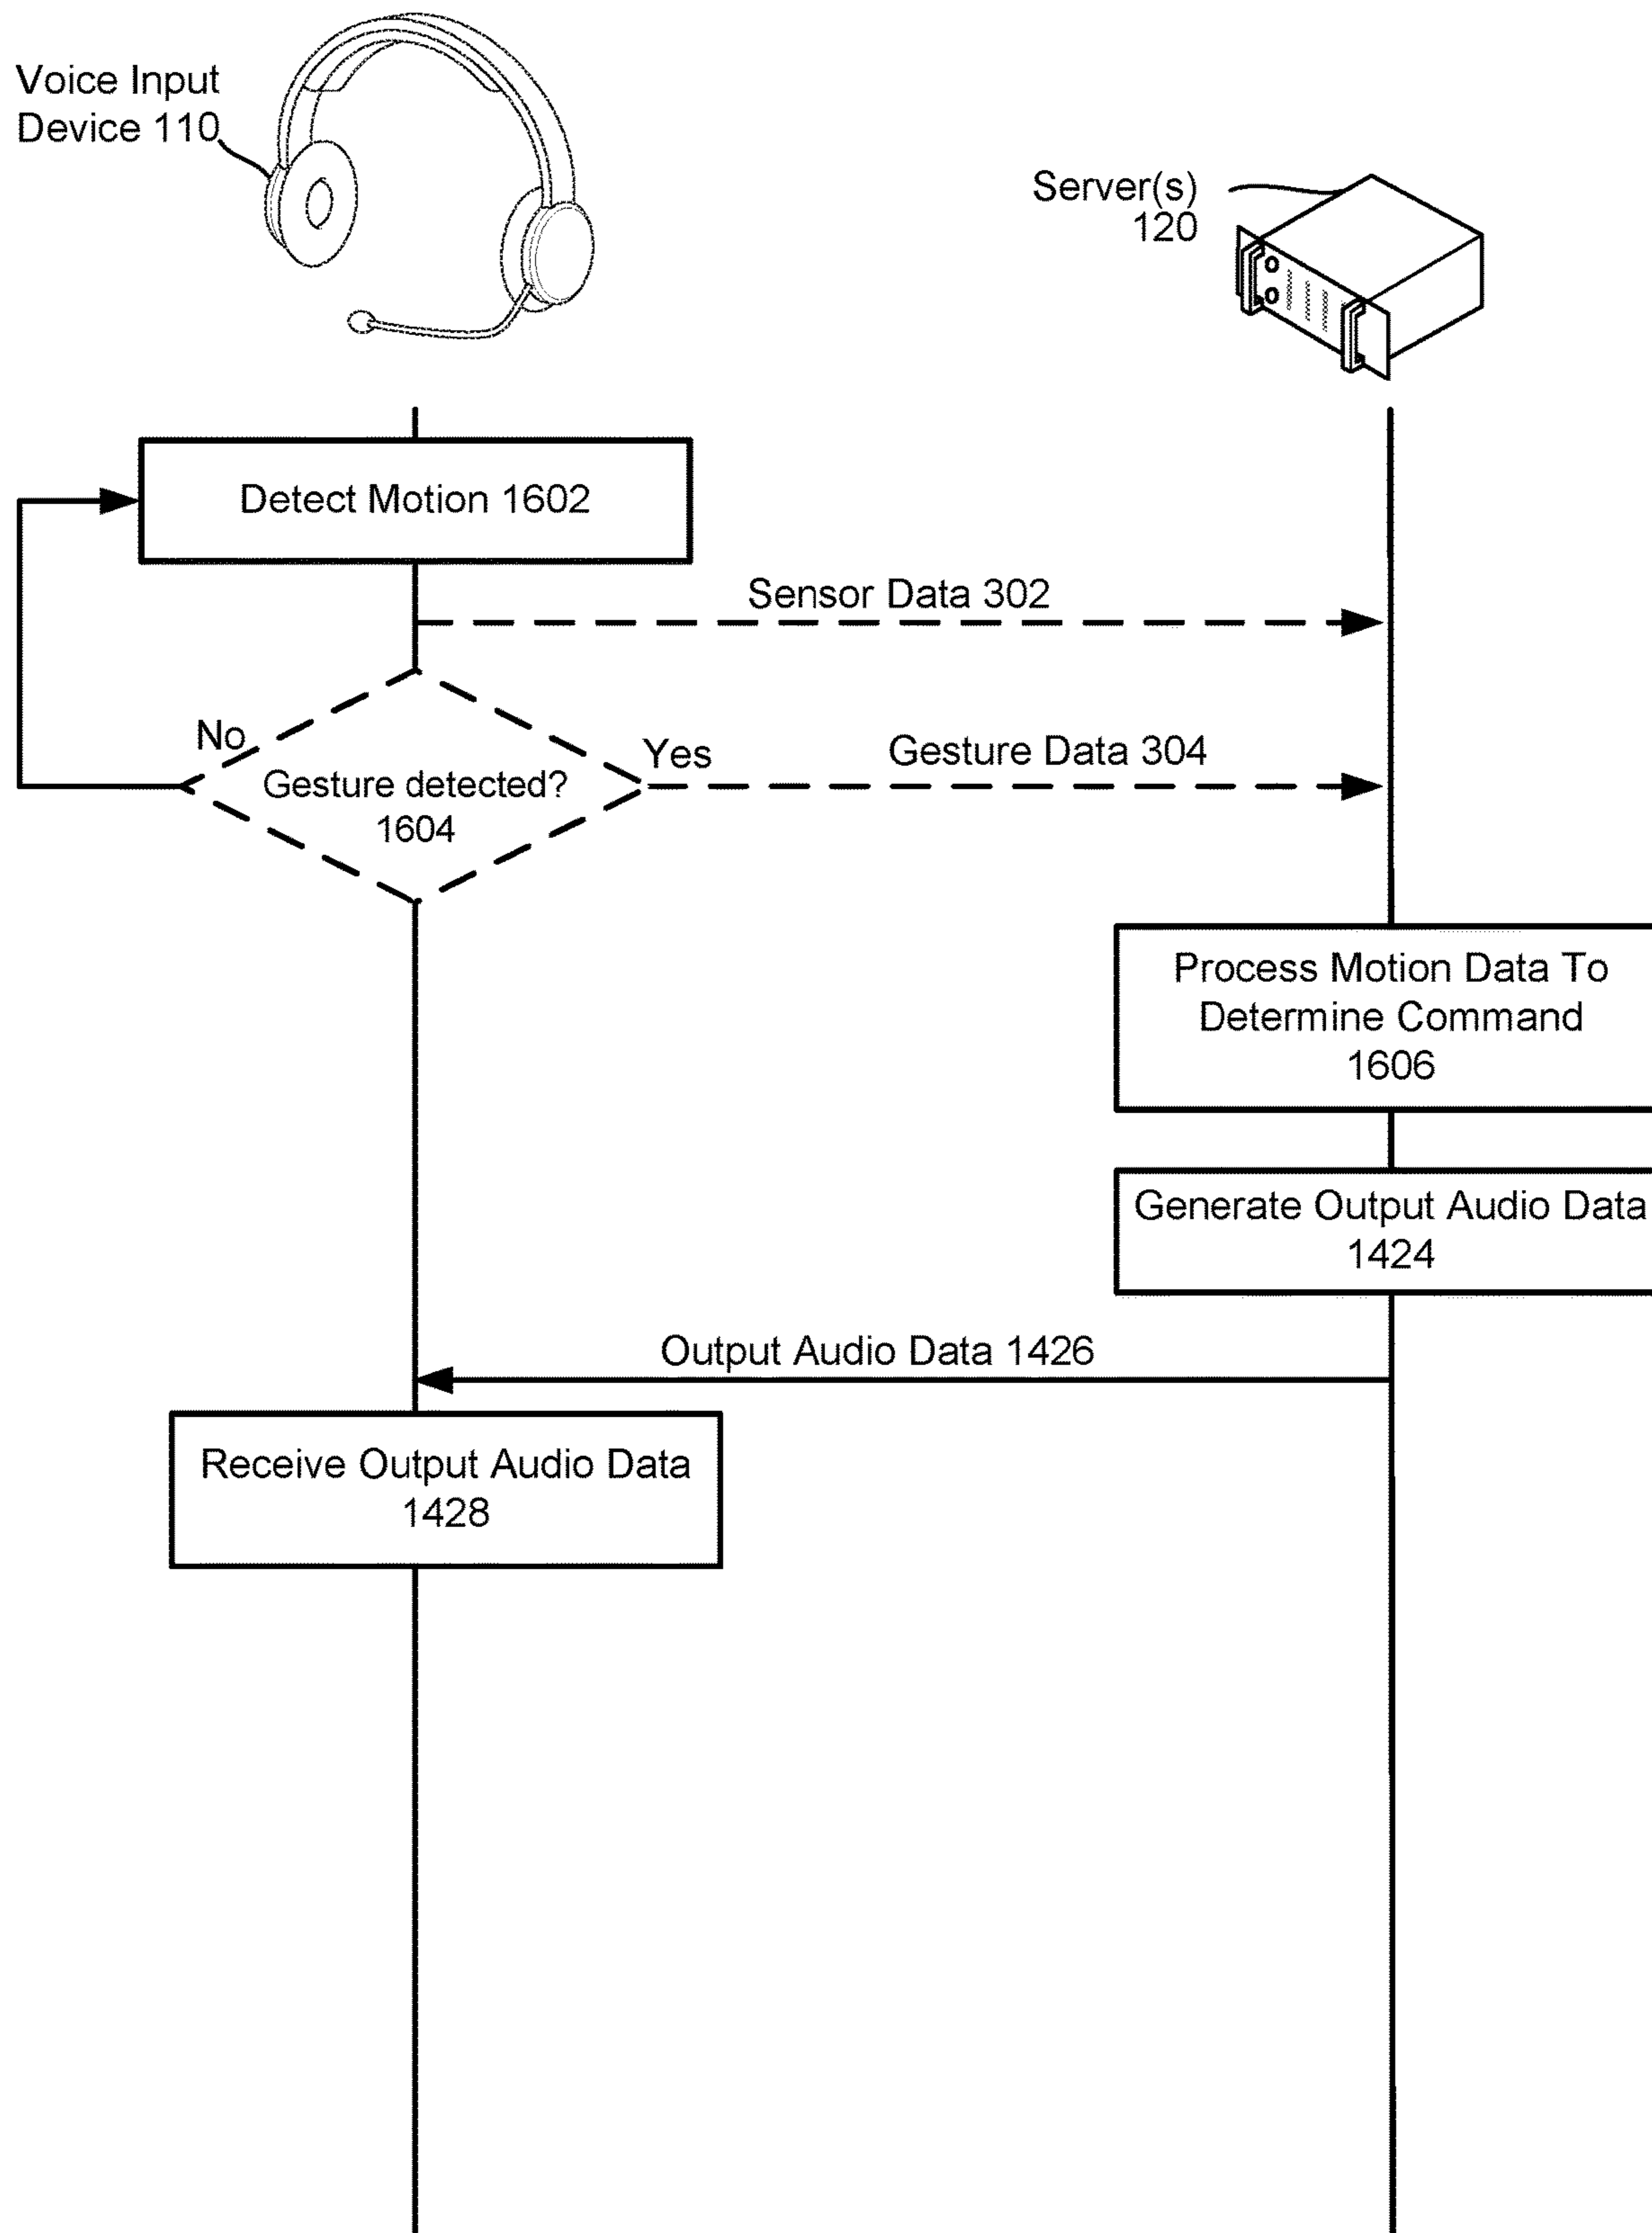 Voice Input
Device 110
Server(s)
120
Detect Motion 1602
Sensor Data 302
No
Yes
Gesture Data 304
Gesture detected?
1604
Process Motion Data To
Determine Command
1606
Generate Output Audio Data
1424
Output Audio Data 1426
Receive Output Audio Data
1428